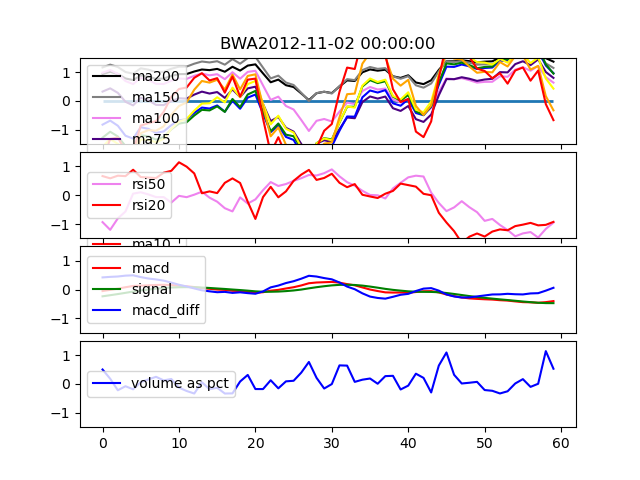 BWA2012-11-02 00:00:00
1
0
−1
ma200
ma150
ma100
ma75
1
0
−1
rsi50
rsi20
ma10
1
0
−1
macd
signal
macd_diff
1
0
−1
volume as pct
0 10 20 30 40 50 60